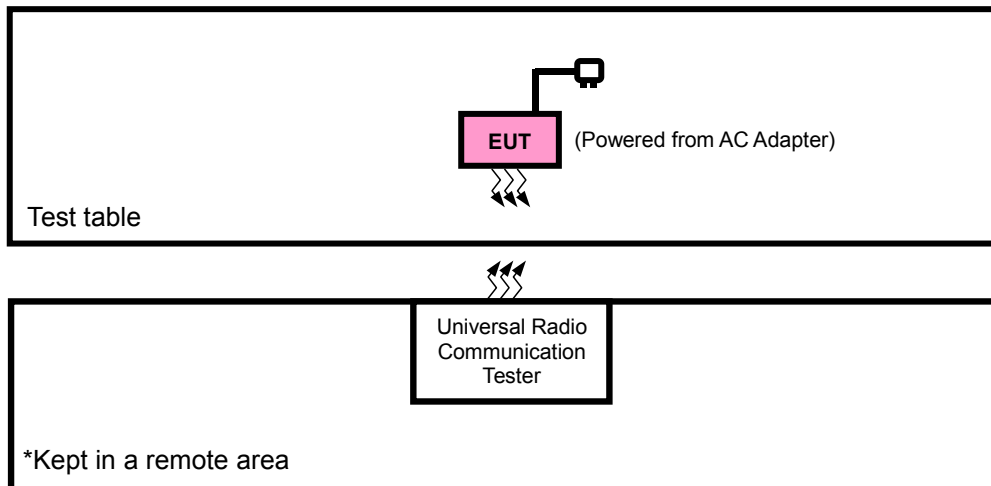 EUT
(Powered from AC Adapter)
Test table
Universal Radio
Communication
Tester
*Kept in a remote area